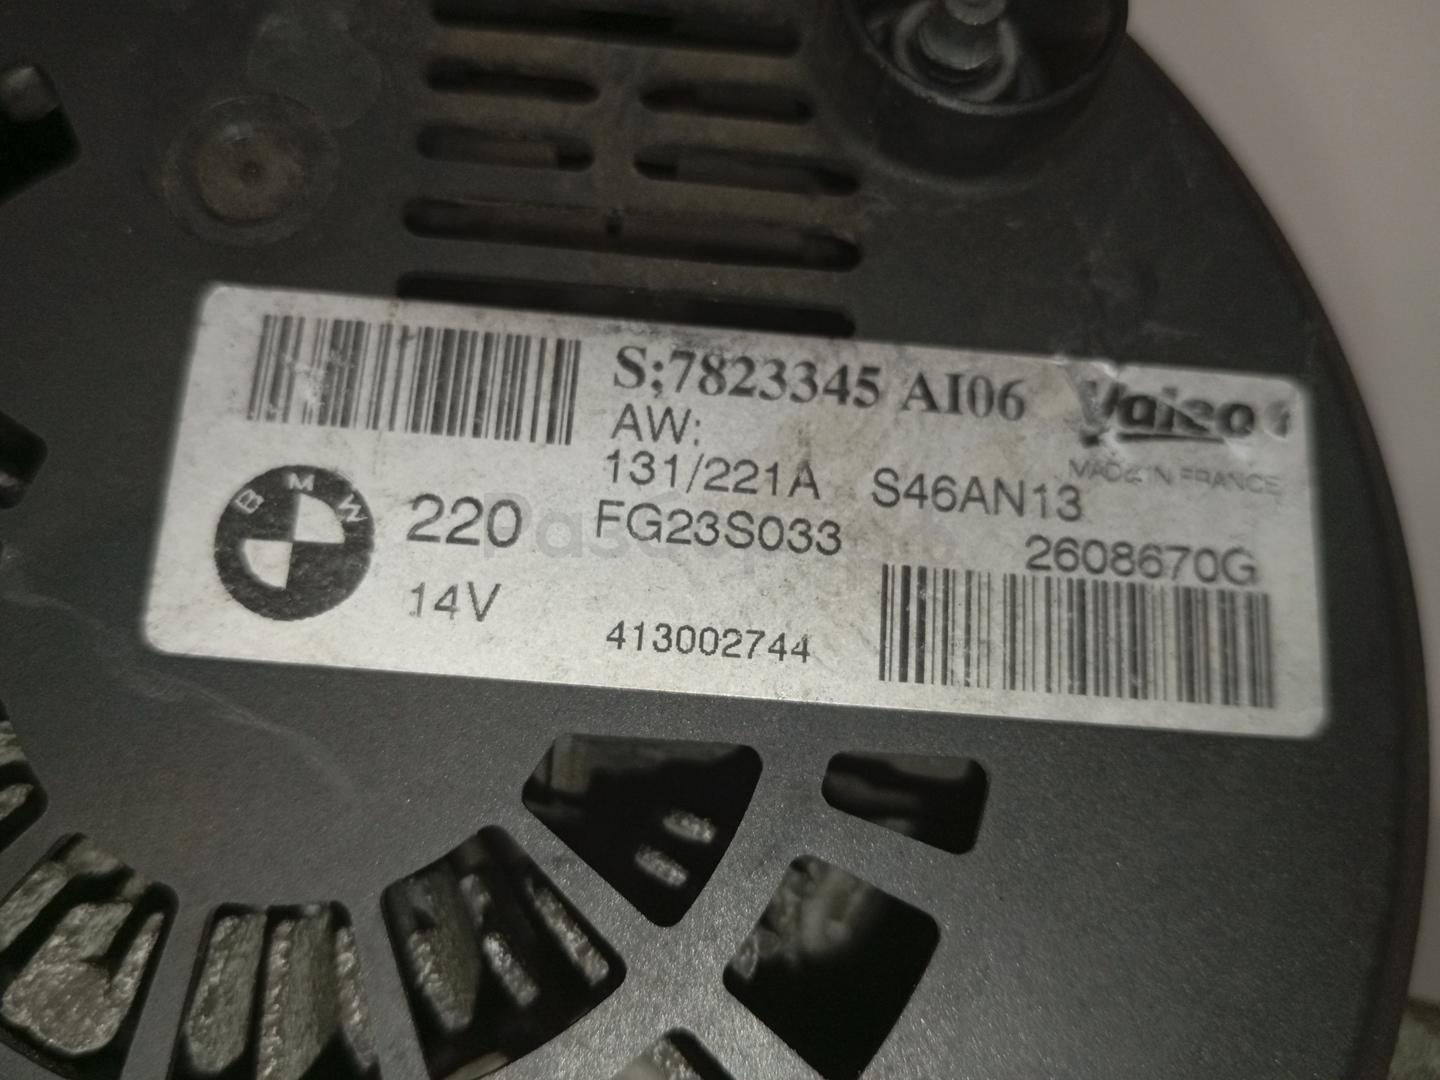 S;7823345 AI06
Valeo
AW:
MADE IN FRANCE
131/221A S46AN13
BMW
220
FG23S033
2608670G
14V
413002744